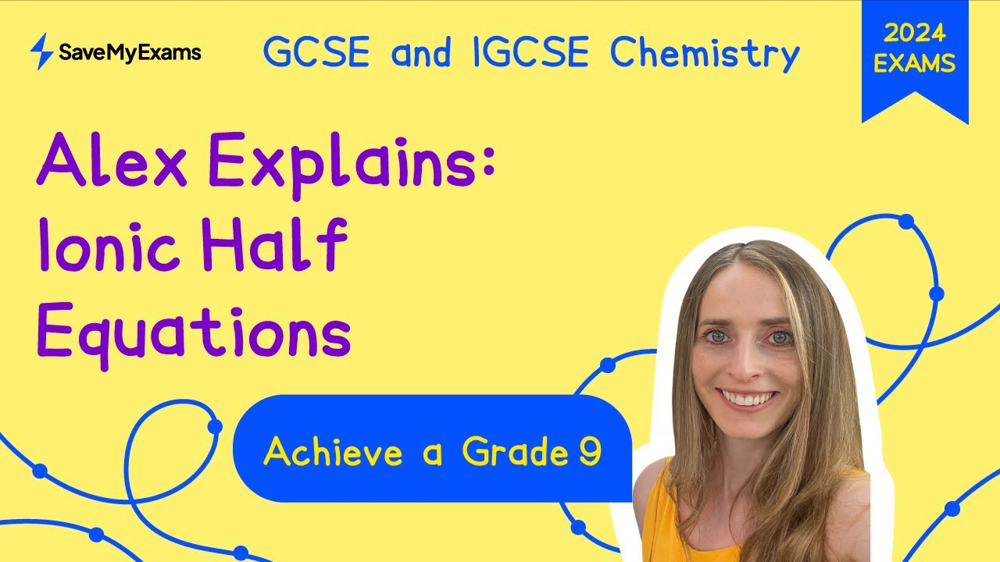 SaveMyExams
GCSE and IGCSE Chemistry
2024
EXAMS
Alex Explains:
Ionic Half
Equations
Achieve a Grade 9